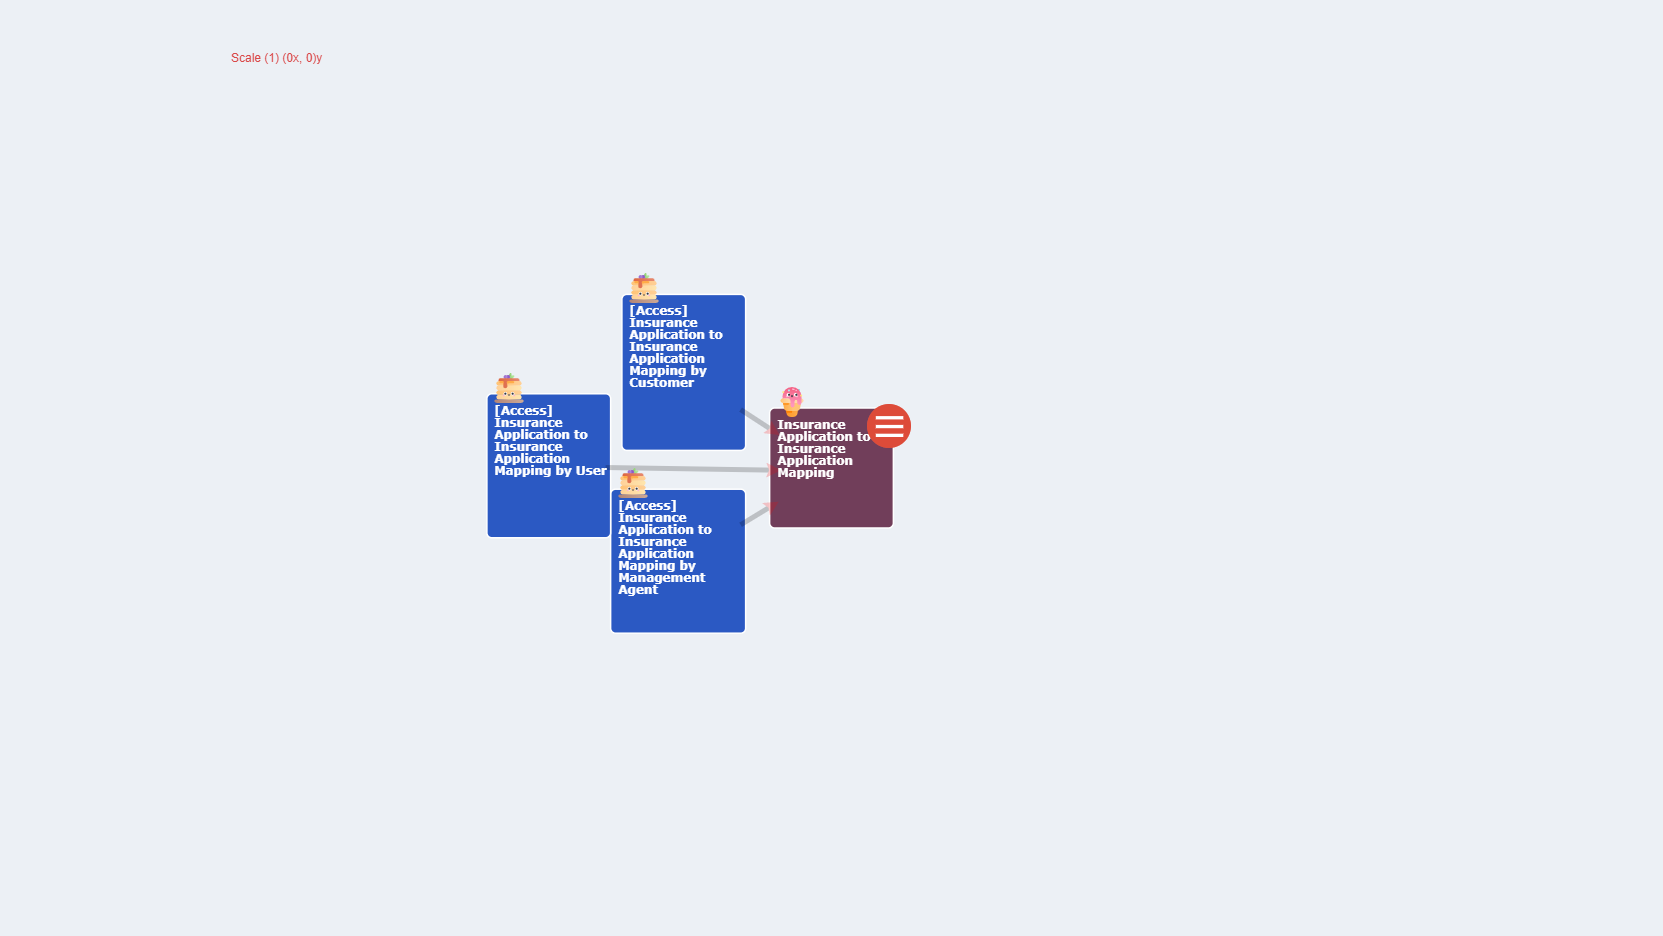 Scale (1) (0x, 0)y
[Access]
Insurance
Application to
Insurance
Application
Mapping by
Customer
[Access]
Insurance
Application to
Insurance
Application
Mapping by User
Insurance
Application to
Insurance
Application
Mapping
[Access]
Insurance
Application to
Insurance
Application
Mapping by
Management
Agent